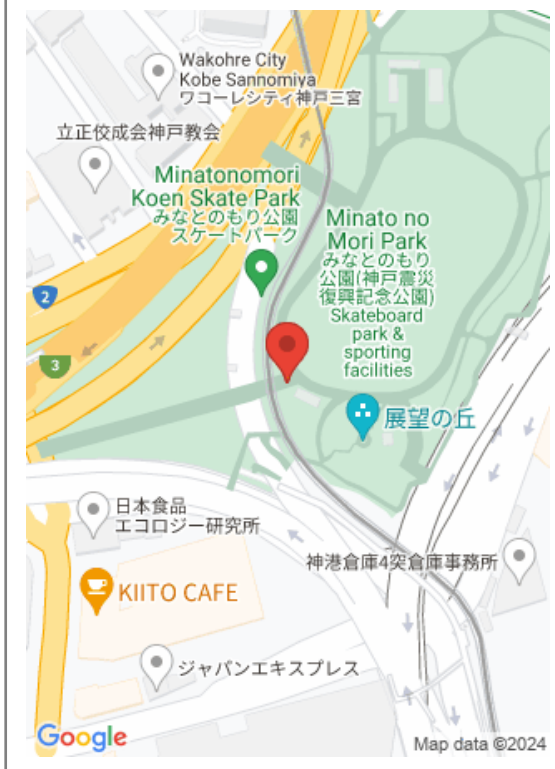 Wakohre City
Kobe Sannomiya
ワコーレシティ神戸三宮
立正佼成会神戸教会
Minatonomori
Koen Skate Park
みなとのもり公園
スケートパーク
Minato no
Mori Park
みなとのもり
公園(神戸震災
復興記念公園)
Skateboard
park &
sporting
facilities
2
3
展望の丘
日本食品
エコロジー研究所
神港倉庫4突倉庫事務所
KIITO CAFE
ジャパンエキスプレス
Google
Map data ©2024